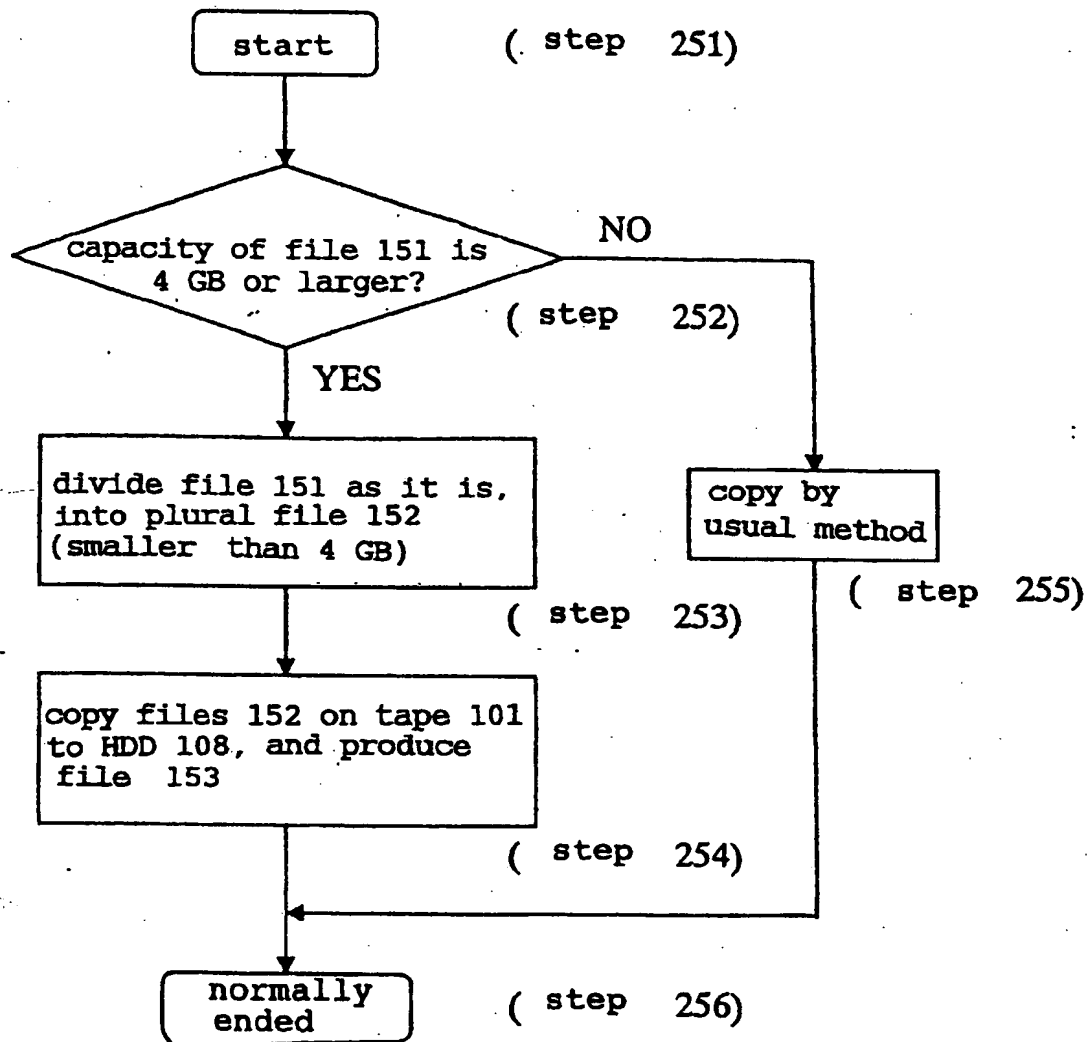 start
( step 251)
capacity of file 151 is
4 GB or larger?
NO
( step 252)
YES
divide file 151 as it is,
into plural file 152
(smaller than 4 GB)
copy by
usual method
( step 253)
( step 255)
copy files 152 on tape 101
to HDD 108, and produce
file 153
( step 254)
normally
ended
( step 256)